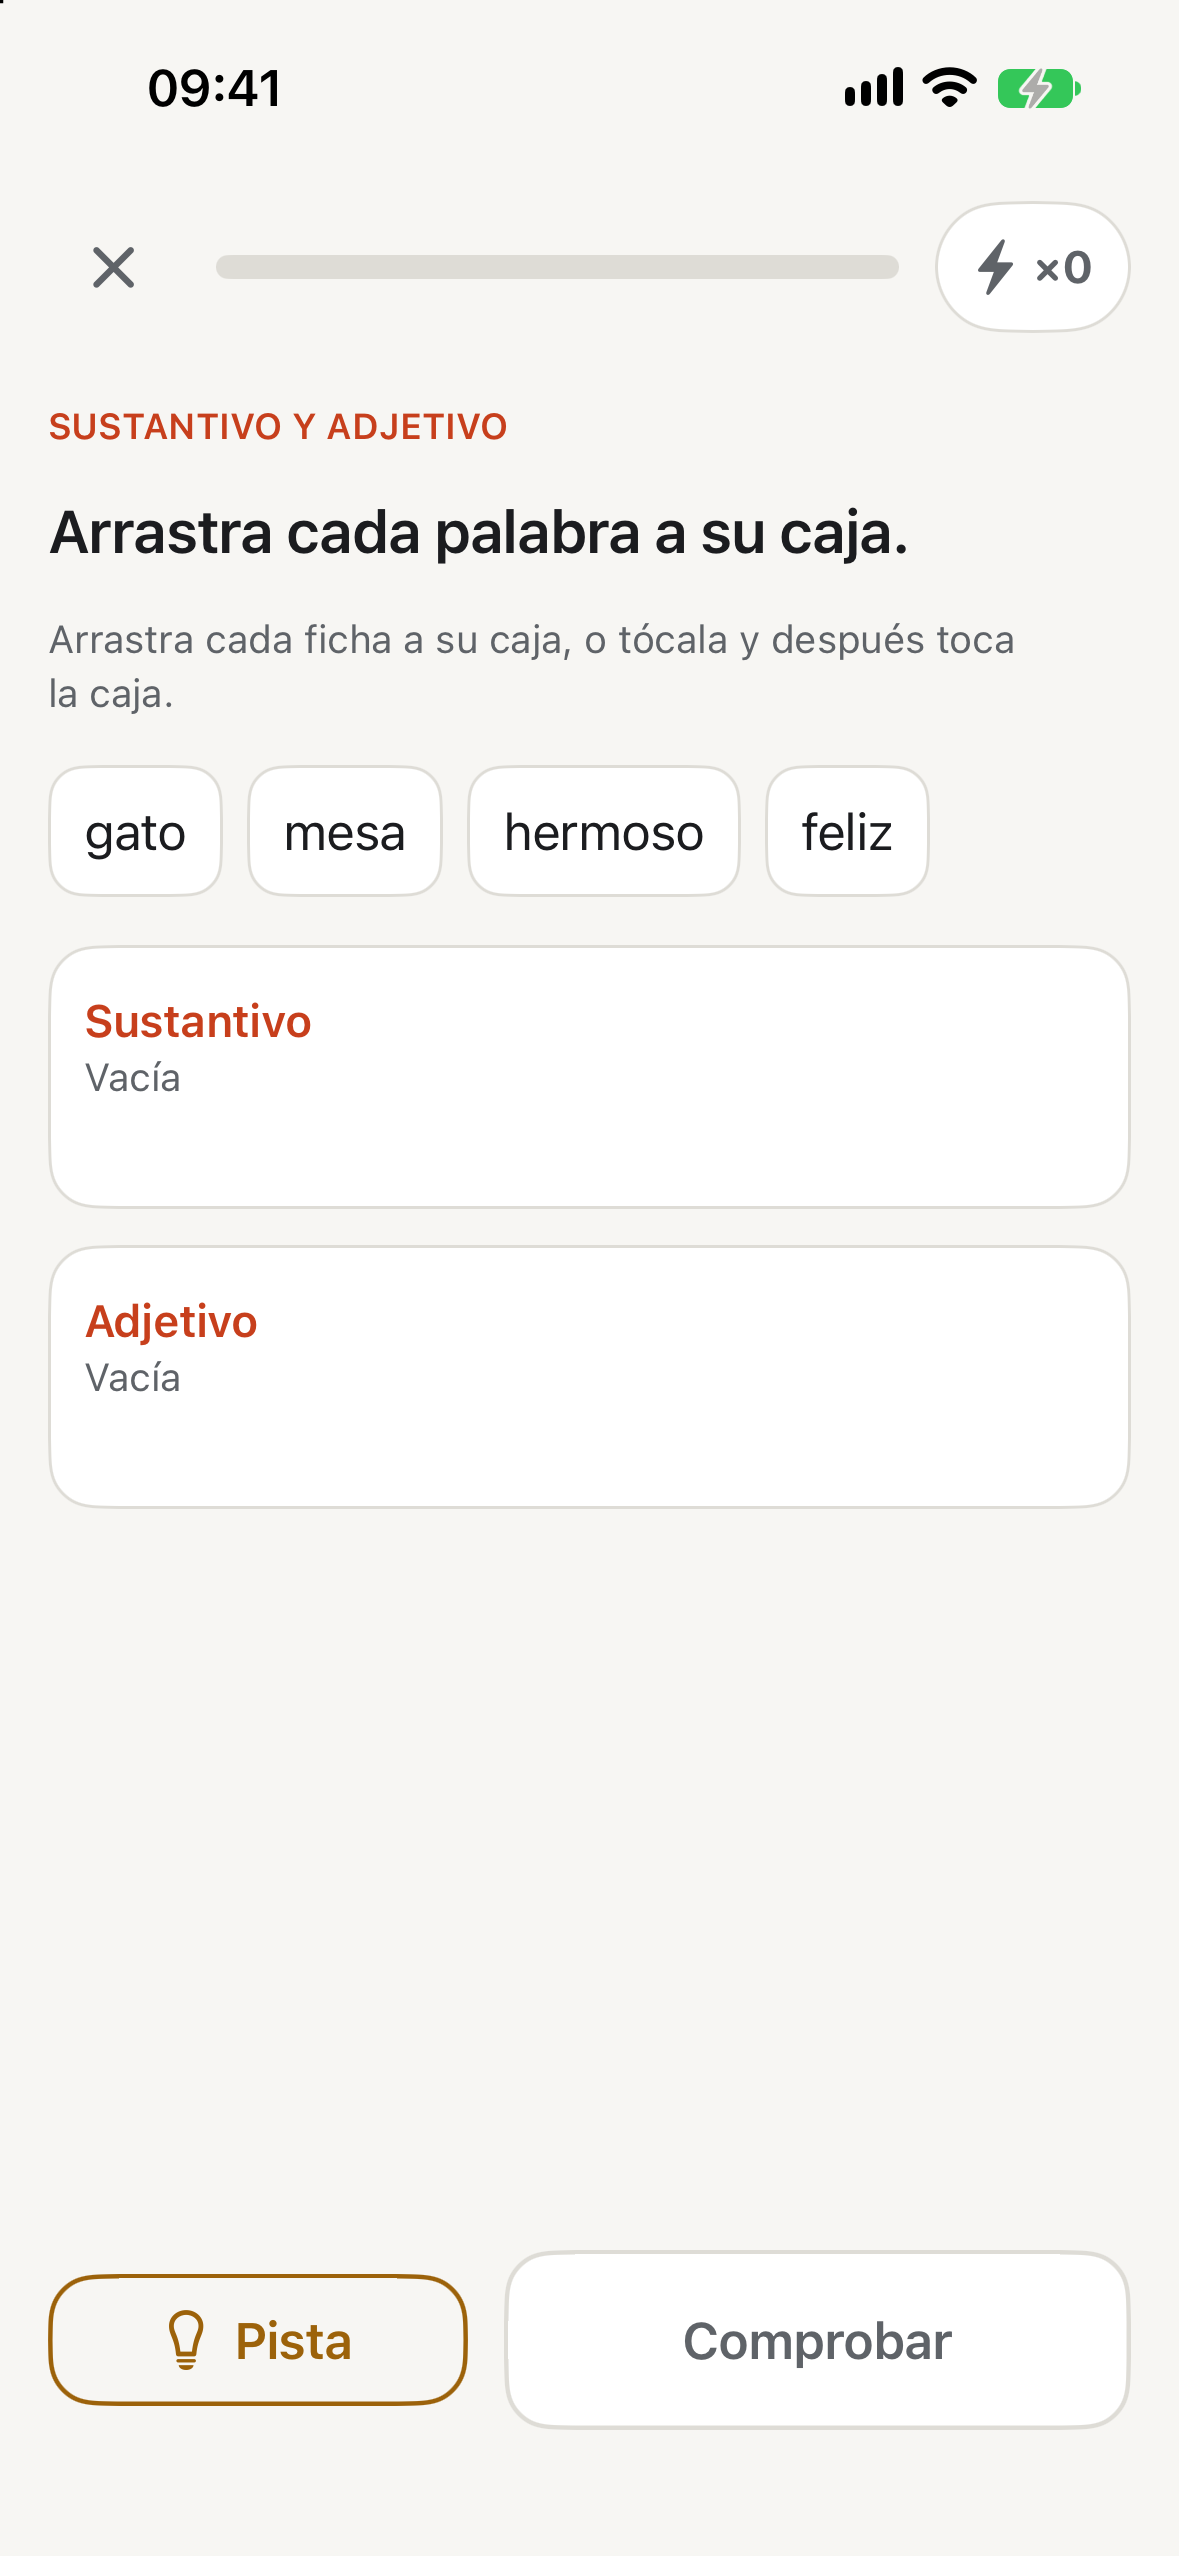 09:41
×0
SUSTANTIVO Y ADJETIVO
Arrastra cada palabra a su caja.
Arrastra cada ficha a su caja, o tócala y después toca
la caja.
gato mesa hermoso feliz
Sustantivo
Vacía
Adjetivo
Vacía
Pista Comprobar